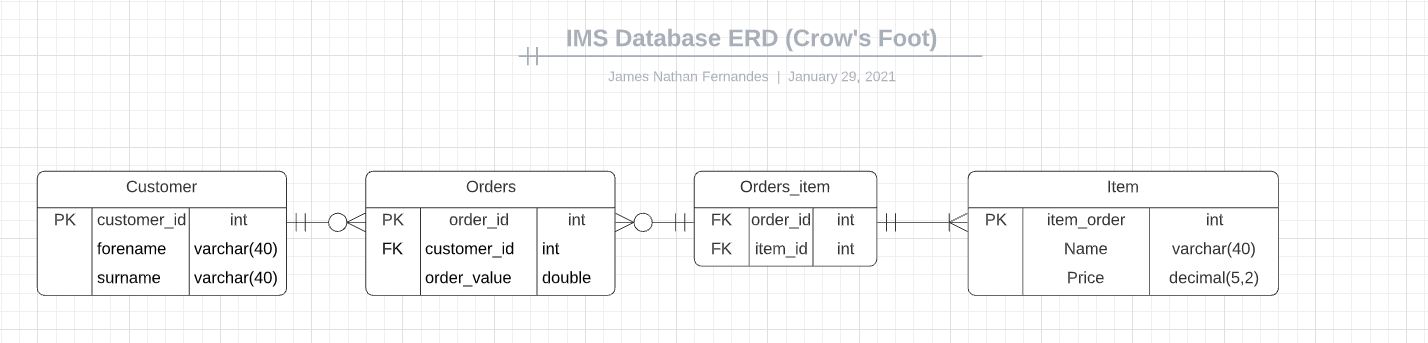 IMS Database ERD (Crow's Foot)
James Nathan Fernandes | January 29, 2021
Customer
PK customer_id int
forename varchar(40)
surname varchar(40)
Orders
PK order_id int
FK customer_id int
order_value double
Orders_item
FK order_id int
FK item_id int
Item
PK item_order int
Name varchar(40)
Price decimal(5,2)